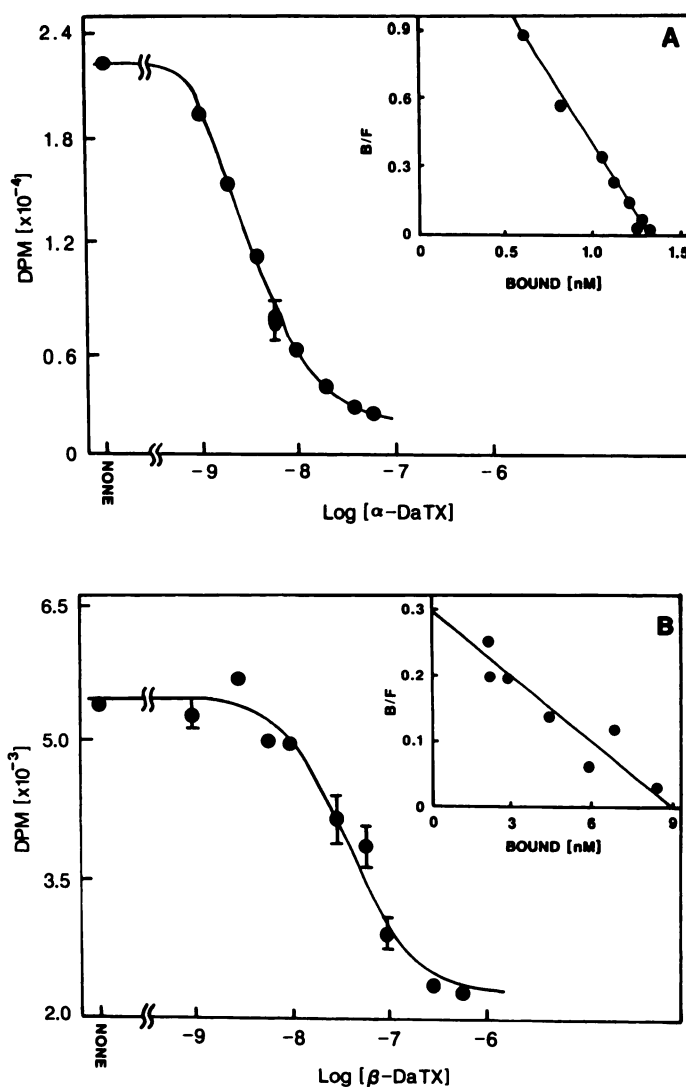 2.4
1.8
1.2
0.6
0
DPM [x10⁻⁴]
NONE
-9
-8
-7
-6
Log [α-DaTX]
A
0.9
0.6
0.3
0
B/F
0
0.5
1.0
1.5
BOUND [nM]
6.5
5.0
3.5
2.0
DPM [x10⁻³]
NONE
-9
-8
-7
-6
Log [β-DaTX]
B
0.3
0.2
0.1
0
B/F
0
3
6
9
BOUND [nM]